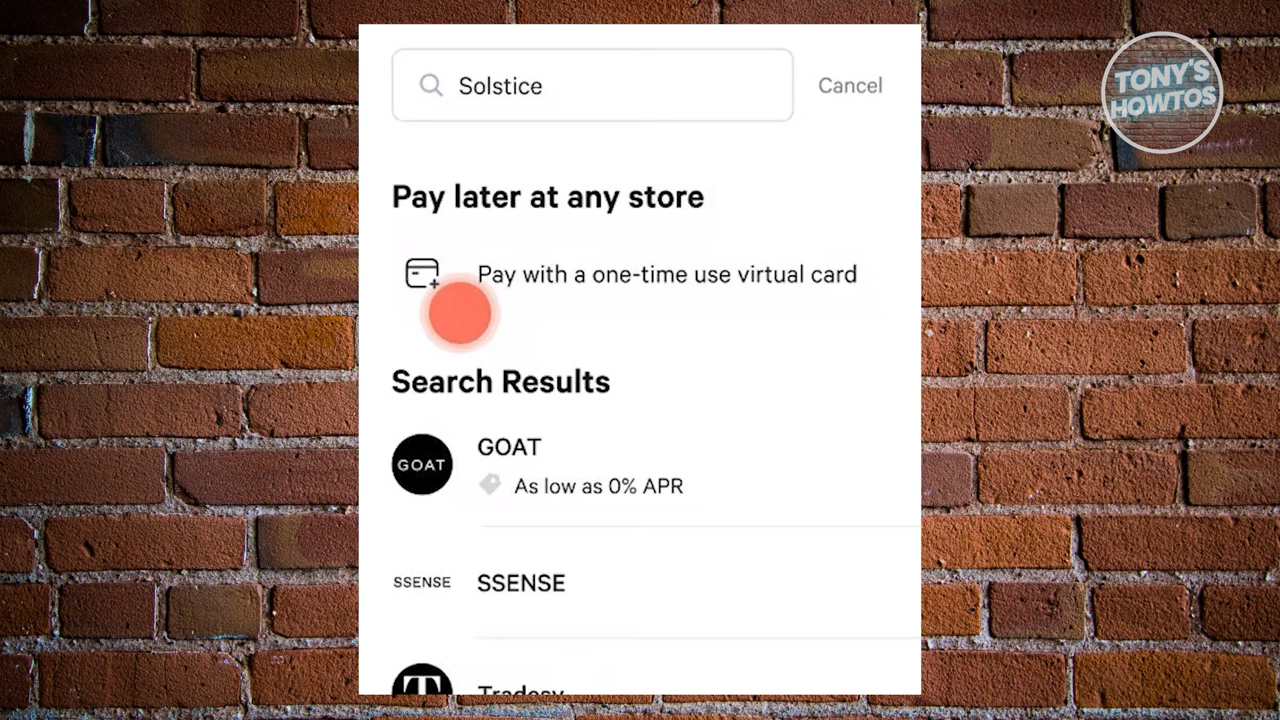 Solstice
Cancel
TONY'S
HOWTOS
Pay later at any store
Pay with a one-time use virtual card
Search Results
GOAT
GOAT
As low as 0% APR
SSENSE
SSENSE
T
Tradesy